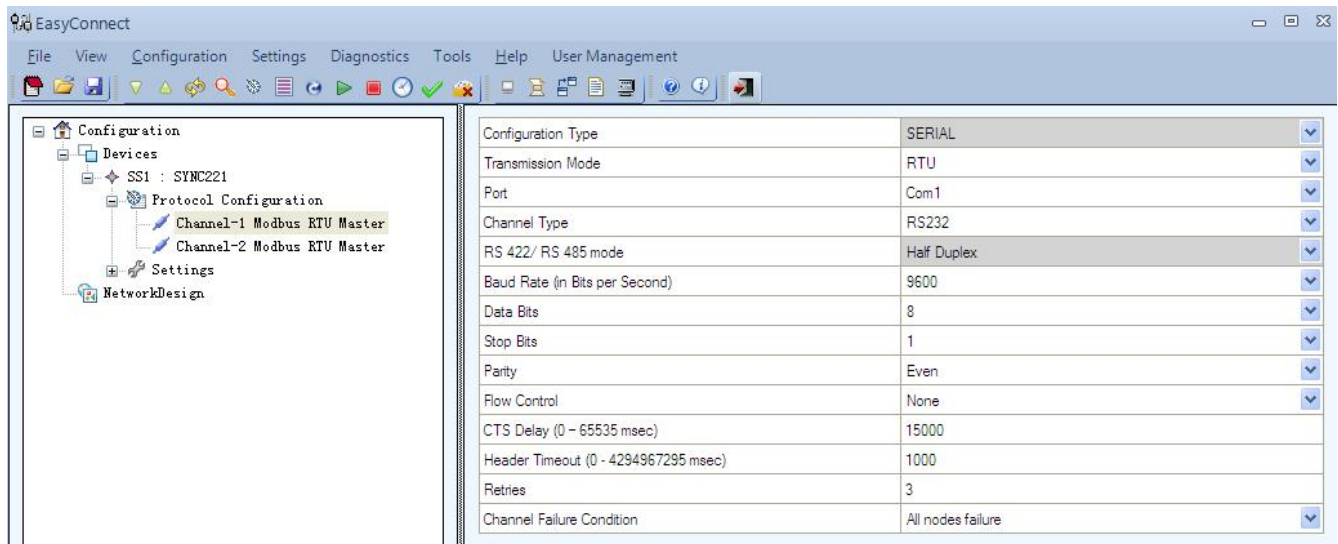 EasyConnect
File View Configuration Settings Diagnostics Tools Help User Management
Configuration
Devices
SS1 : SYNC221
Protocol Configuration
Channel-1 Modbus RTU Master
Channel-2 Modbus RTU Master
Settings
NetworkDesign
Configuration Type SERIAL
Transmission Mode RTU
Port Com1
Channel Type RS232
RS 422/ RS 485 mode Half Duplex
Baud Rate (in Bits per Second) 9600
Data Bits 8
Stop Bits 1
Parity Even
Flow Control None
CTS Delay (0 – 65535 msec) 15000
Header Timeout (0 - 4294967295 msec) 1000
Retries 3
Channel Failure Condition All nodes failure